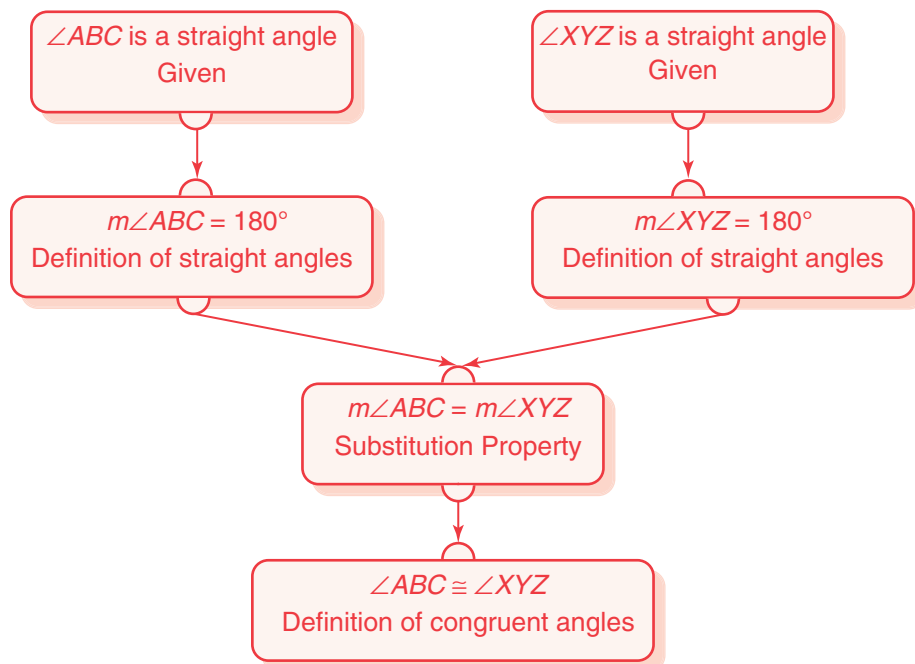 ∠ABC is a straight angle
Given
∠XYZ is a straight angle
Given
m∠ABC = 180°
Definition of straight angles
m∠XYZ = 180°
Definition of straight angles
m∠ABC = m∠XYZ
Substitution Property
∠ABC ≅ ∠XYZ
Definition of congruent angles